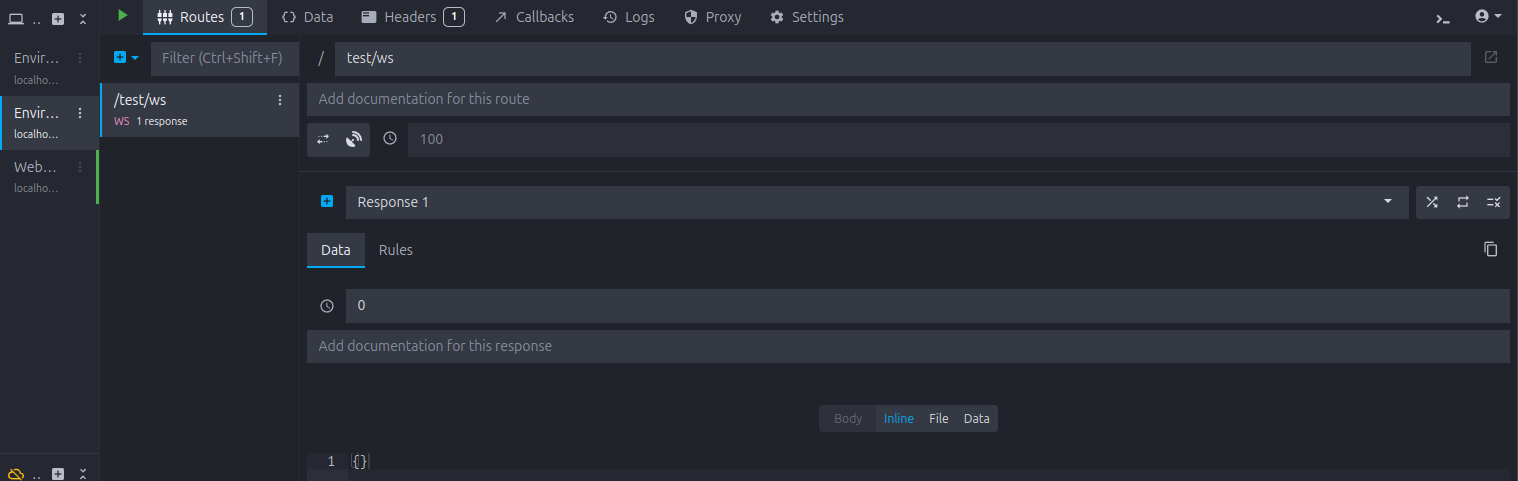 Routes 1 Data Headers 1 Callbacks Logs Proxy Settings
..
Envir...
localho...
Envir...
localho...
Web...
localho...
..
Filter (Ctrl+Shift+F)
/test/ws
WS 1 response
/ test/ws
Add documentation for this route
100
Response 1
Data Rules
0
Add documentation for this response
Body Inline File Data
1 {}